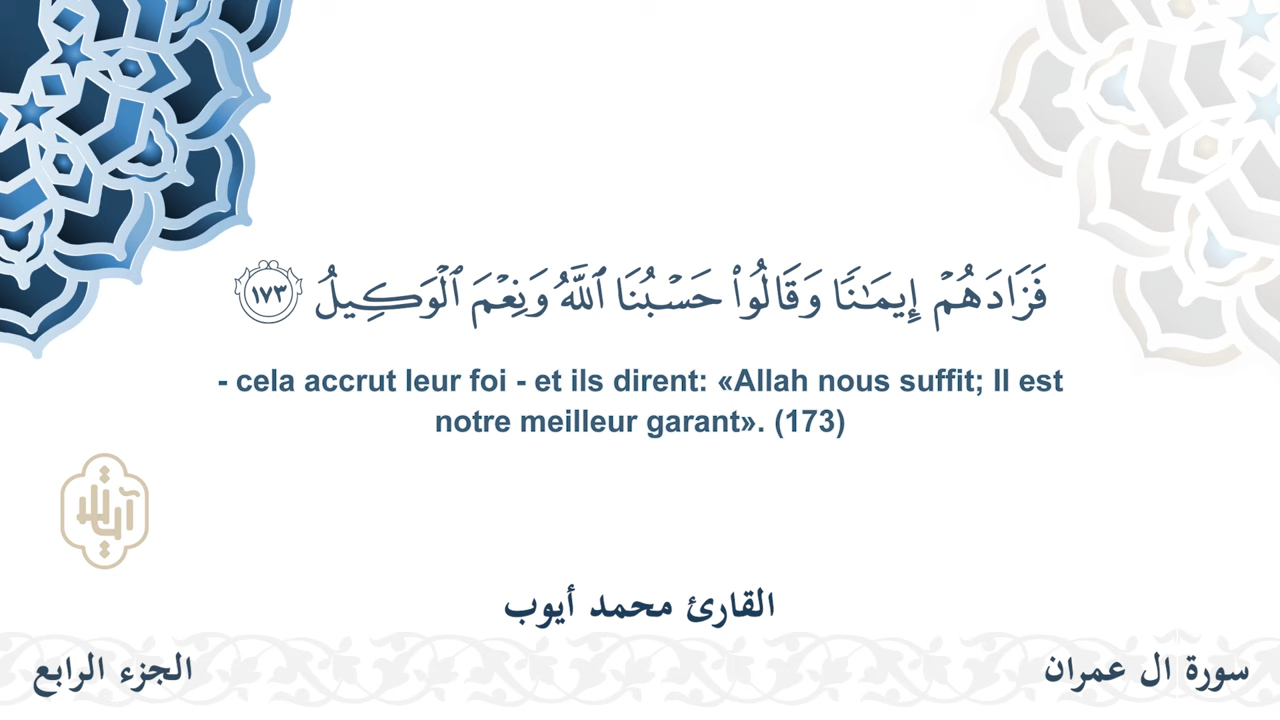 فَزَادَهُمْ إِيمَـٰنًا وَقَالُوا۟ حَسْبُنَا ٱللَّهُ وَنِعْمَ ٱلْوَكِيلُ ١٧٣
- cela accrut leur foi - et ils dirent: «Allah nous suffit; Il est
notre meilleur garant». (173)
آيات
القارئ محمد أيوب
سورة ال عمران
الجزء الرابع